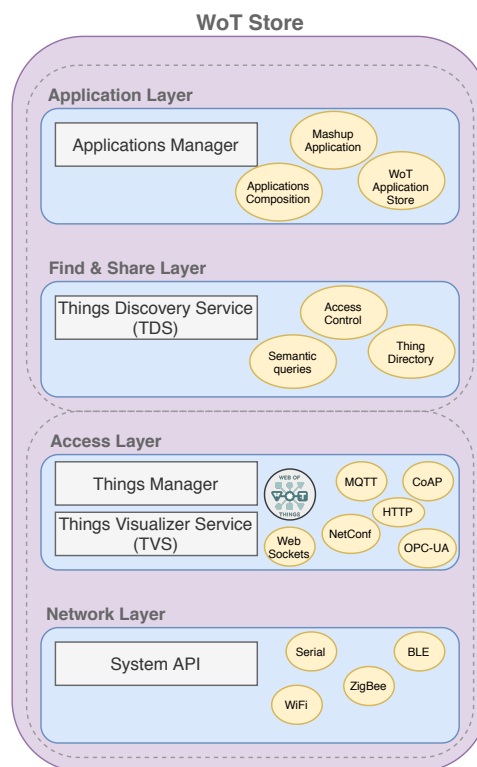 WoT Store
Application Layer
Applications Manager
Mashup
Application
Applications
Composition
WoT
Application
Store
Find & Share Layer
Things Discovery Service
(TDS)
Access
Control
Semantic
queries
Thing
Directory
Access Layer
Things Manager
WEB OF
W O T
THINGS
MQTT
CoAP
HTTP
Things Visualizer Service
(TVS)
Web
Sockets
NetConf
OPC-UA
Network Layer
System API
Serial
BLE
ZigBee
WiFi